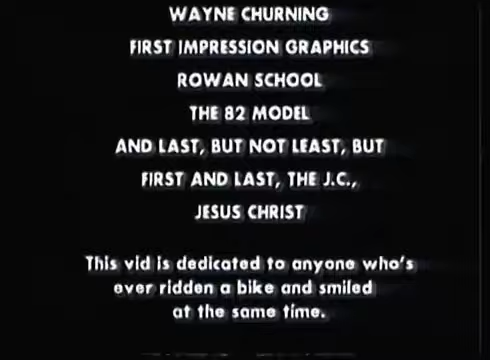 WAYNE CHURNING
FIRST IMPRESSION GRAPHICS
ROWAN SCHOOL
THE 82 MODEL
AND LAST, BUT NOT LEAST, BUT
FIRST AND LAST, THE J.C.,
JESUS CHRIST
This vid is dedicated to anyone who's
ever ridden a bike and smiled
at the same time.